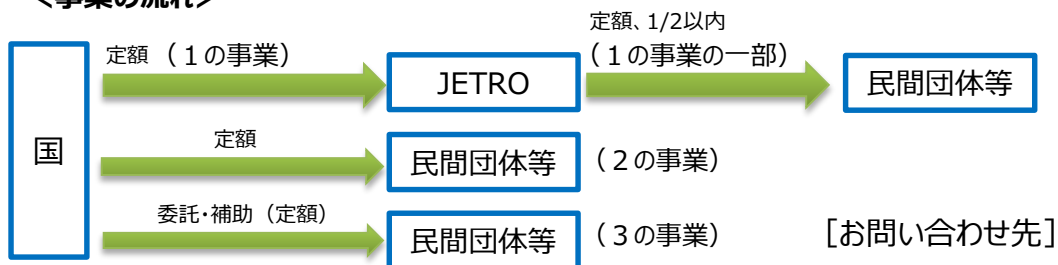 <事業の流れ>
定額、1/2以内
定額 （１の事業）
（１の事業の一部）
JETRO
民間団体等
国
定額
民間団体等
（２の事業）
委託・補助（定額）
民間団体等
（３の事業）
［お問い合わせ先］